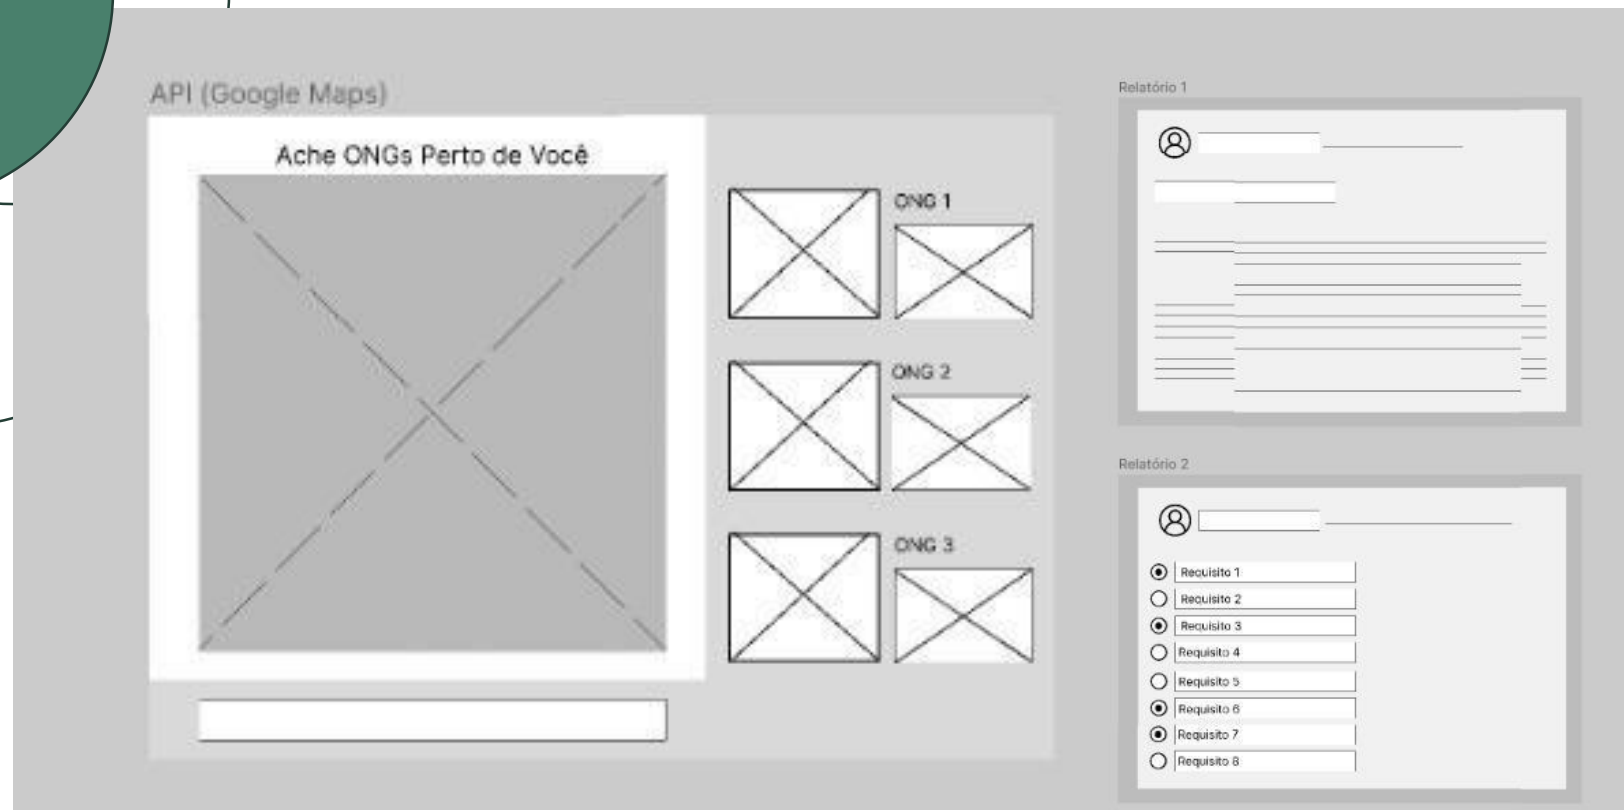 API (Google Maps)
Ache ONGs Perto de Você
ONG 1
ONG 2
ONG 3
Relatório 1
Relatório 2
Requisito 1
Requisito 2
Requisito 3
Requisito 4
Requisito 5
Requisito 6
Requisito 7
Requisito 8